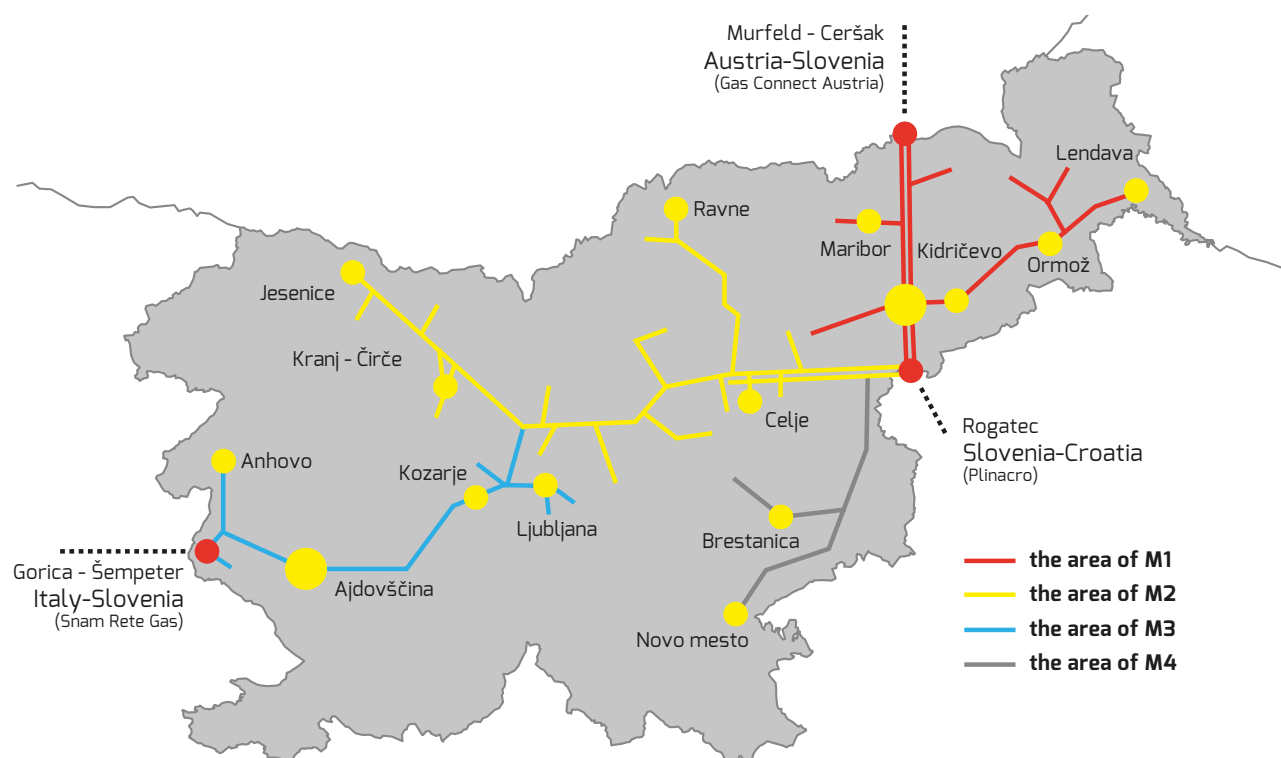 Murfeld - Ceršak
Austria-Slovenia
(Gas Connect Austria)
Lendava
Ravne
Maribor
Kidričevo
Ormož
Jesenice
Kranj - Čirče
Celje
Rogatec
Slovenia-Croatia
(Plinacro)
Anhovo
Kozarje
Ljubljana
Brestanica
Gorica - Šempeter
Italy-Slovenia
(Snam Rete Gas)
Ajdovščina
Novo mesto
the area of M1
the area of M2
the area of M3
the area of M4